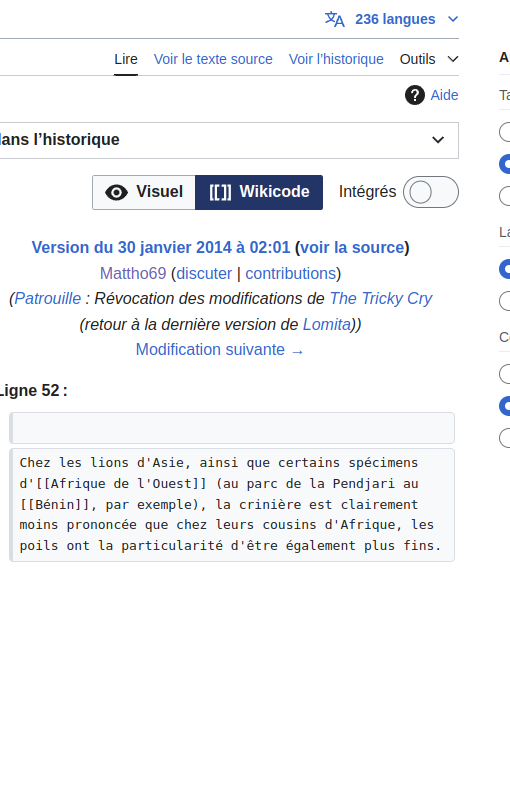 236 langues
Lire Voir le texte source Voir l’historique Outils
Aide
dans l’historique
Visuel Wikicode Intégrés
Version du 30 janvier 2014 à 02:01 (voir la source)
Mattho69 (discuter | contributions)
(Patrouille : Révocation des modifications de The Tricky Cry
(retour à la dernière version de Lomita))
Modification suivante →
Ligne 52 :
Chez les lions d'Asie, ainsi que certains spécimens
d'[[Afrique de l'Ouest]] (au parc de la Pendjari au
[[Bénin]], par exemple), la crinière est clairement
moins prononcée que chez leurs cousins d'Afrique, les
poils ont la particularité d'être également plus fins.